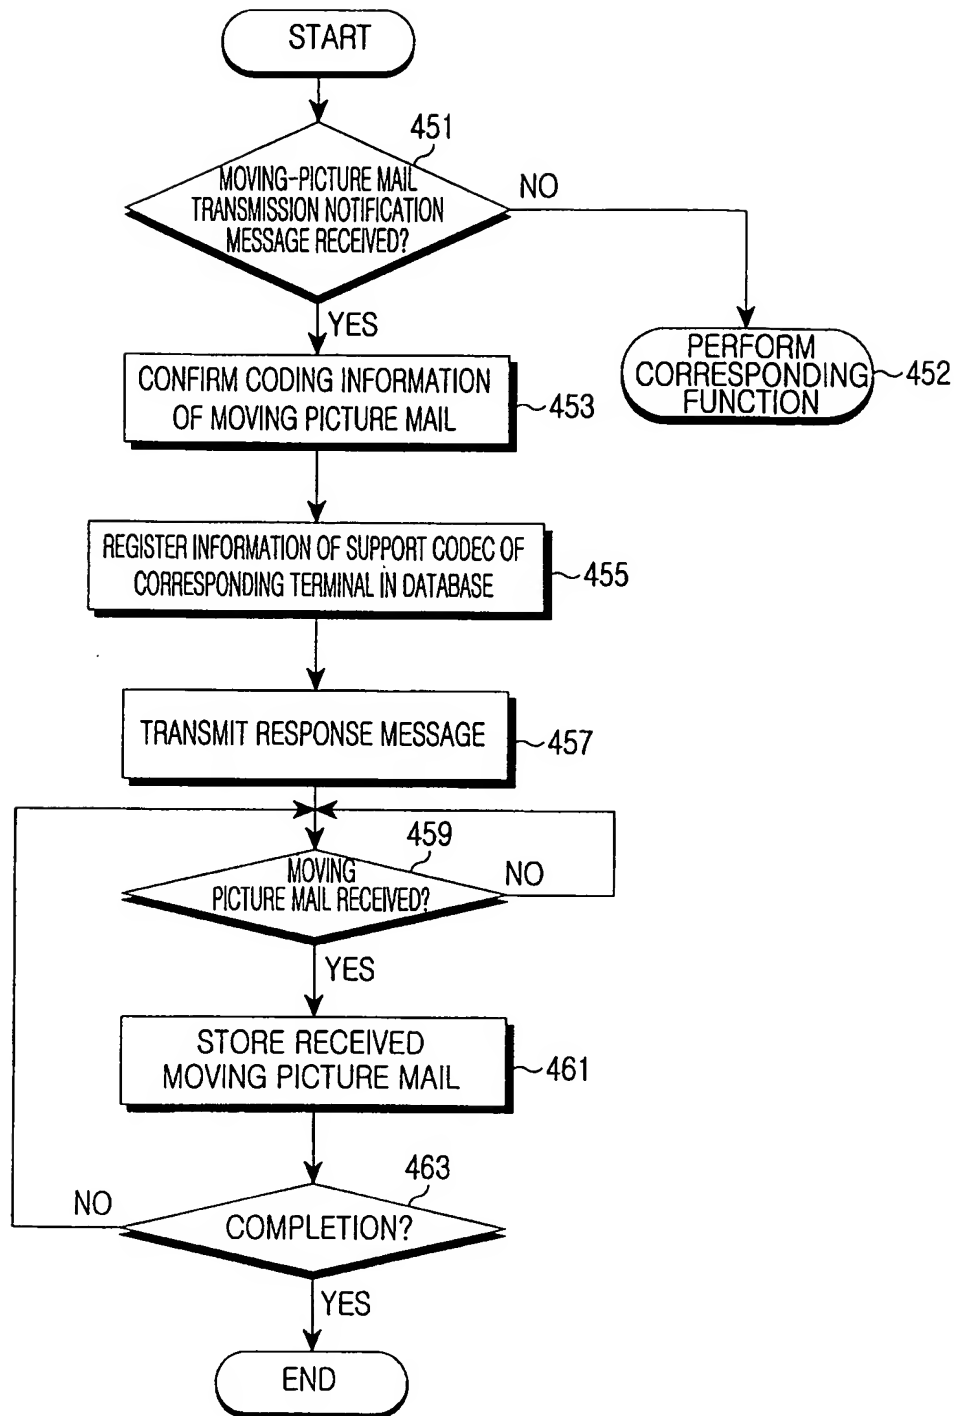 START
451
MOVING-PICTURE MAIL
TRANSMISSION NOTIFICATION
MESSAGE RECEIVED?
NO
YES
PERFORM
CORRESPONDING
FUNCTION
452
CONFIRM CODING INFORMATION
OF MOVING PICTURE MAIL
453
REGISTER INFORMATION OF SUPPORT CODEC OF
CORRESPONDING TERMINAL IN DATABASE
455
TRANSMIT RESPONSE MESSAGE
457
459
MOVING
PICTURE MAIL RECEIVED?
NO
YES
STORE RECEIVED
MOVING PICTURE MAIL
461
463
NO
COMPLETION?
YES
END